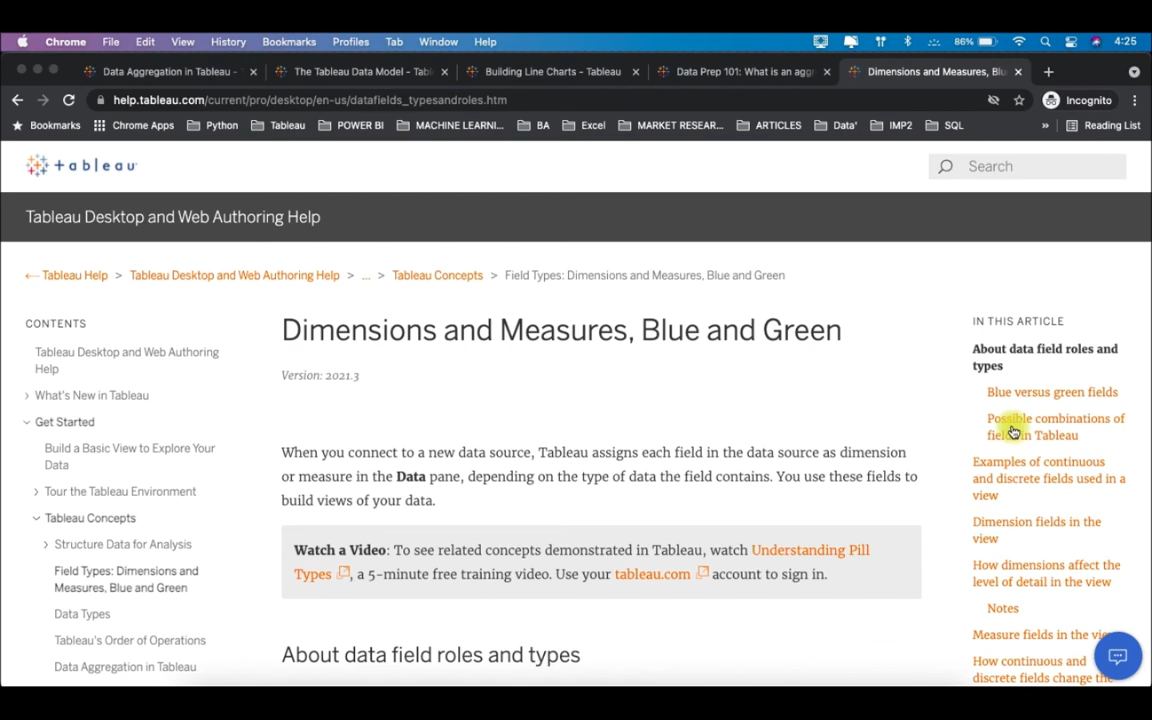 Chrome File Edit View History Bookmarks Profiles Tab Window Help 86% 4:25
Data Aggregation in Tableau - The Tableau Data Model - Tabl Building Line Charts - Tableau Data Prep 101: What is an agg Dimensions and Measures, Blu
help.tableau.com/current/pro/desktop/en-us/datafields_typesandroles.htm Incognito
Bookmarks Chrome Apps Python Tableau POWER BI MACHINE LEARNI... BA Excel MARKET RESEAR... ARTICLES Data' IMP2 SQL » Reading List
+ a b l e a u
Search
Tableau Desktop and Web Authoring Help
Tableau Help > Tableau Desktop and Web Authoring Help > ... > Tableau Concepts > Field Types: Dimensions and Measures, Blue and Green
CONTENTS
Tableau Desktop and Web Authoring
Help
What's New in Tableau
Get Started
Build a Basic View to Explore Your
Data
Tour the Tableau Environment
Tableau Concepts
Structure Data for Analysis
Field Types: Dimensions and
Measures, Blue and Green
Data Types
Tableau's Order of Operations
Data Aggregation in Tableau
Dimensions and Measures, Blue and Green
Version: 2021.3
When you connect to a new data source, Tableau assigns each field in the data source as dimension
or measure in the Data pane, depending on the type of data the field contains. You use these fields to
build views of your data.
Watch a Video: To see related concepts demonstrated in Tableau, watch Understanding Pill
Types , a 5-minute free training video. Use your tableau.com account to sign in.
About data field roles and types
IN THIS ARTICLE
About data field roles and
types
Blue versus green fields
Possible combinations of
fields in Tableau
Examples of continuous
and discrete fields used in a
view
Dimension fields in the
view
How dimensions affect the
level of detail in the view
Notes
Measure fields in the view
How continuous and
discrete fields change the